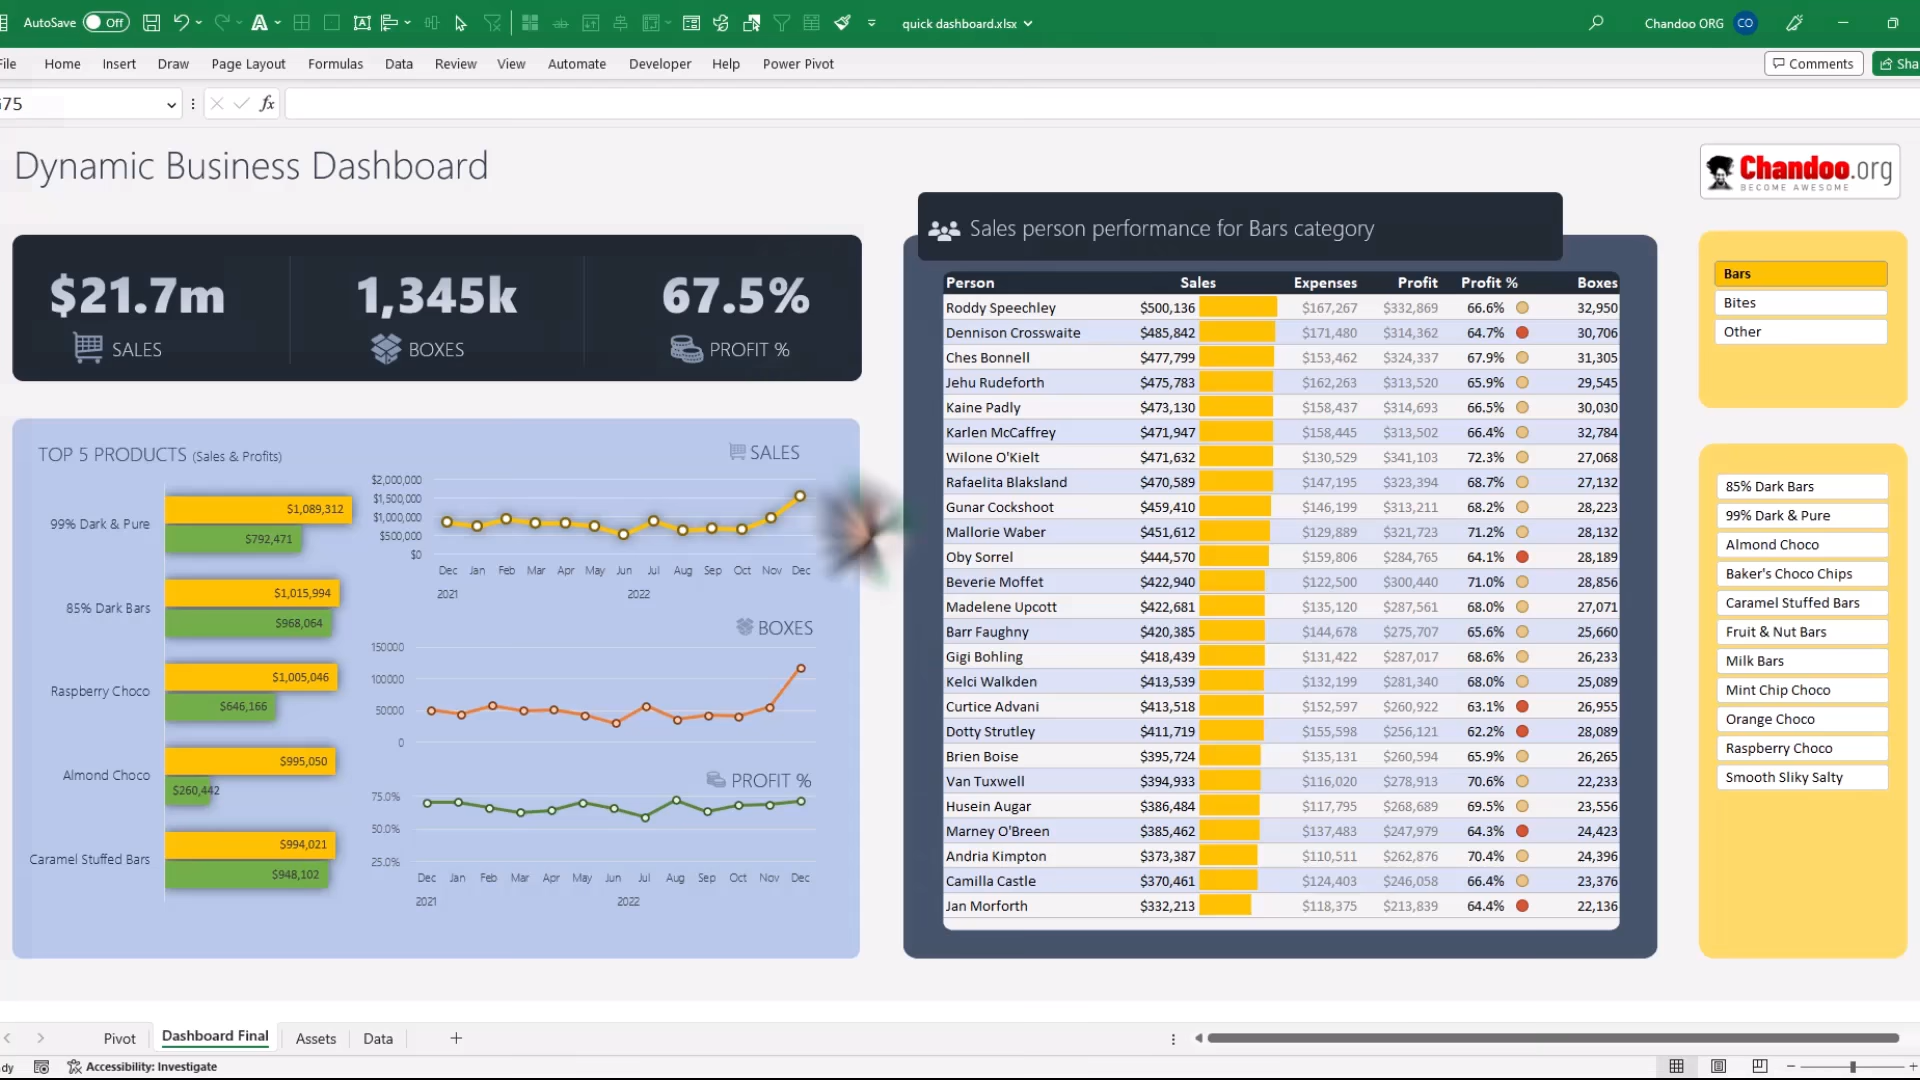 AutoSave Off
quick dashboard.xlsx
Chandoo ORG CO
File Home Insert Draw Page Layout Formulas Data Review View Automate Developer Help Power Pivot
Comments Sha
75
fx
Dynamic Business Dashboard
Chandoo.org
BECOME AWESOME
$21.7m 1,345k 67.5%
SALES BOXES PROFIT %
TOP 5 PRODUCTS (Sales & Profits)
99% Dark & Pure $1,089,312
$792,471
85% Dark Bars $1,015,994
$968,064
Raspberry Choco $1,005,046
$646,166
Almond Choco $995,050
$260,442
Caramel Stuffed Bars $994,021
$948,102
SALES
$2,000,000
$1,500,000
$1,000,000
$500,000
$0
Dec Jan Feb Mar Apr May Jun Jul Aug Sep Oct Nov Dec
2021 2022
BOXES
150000
100000
50000
0
PROFIT %
75.0%
50.0%
25.0%
Dec Jan Feb Mar Apr May Jun Jul Aug Sep Oct Nov Dec
2021 2022
Sales person performance for Bars category
Person Sales Expenses Profit Profit % Boxes
Roddy Speechley $500,136 $167,267 $332,869 66.6% 32,950
Dennison Crosswaite $485,842 $171,480 $314,362 64.7% 30,706
Ches Bonnell $477,799 $153,462 $324,337 67.9% 31,305
Jehu Rudeforth $475,783 $162,263 $313,520 65.9% 29,545
Kaine Padly $473,130 $158,437 $314,693 66.5% 30,030
Karlen McCaffrey $471,947 $158,445 $313,502 66.4% 32,784
Wilone O'Kielt $471,632 $130,529 $341,103 72.3% 27,068
Rafaelita Blaksland $470,589 $147,195 $323,394 68.7% 27,132
Gunar Cockshoot $459,410 $146,199 $313,211 68.2% 28,223
Mallorie Waber $451,612 $129,889 $321,723 71.2% 28,132
Oby Sorrel $444,570 $159,806 $284,765 64.1% 28,189
Beverie Moffet $422,940 $122,500 $300,440 71.0% 28,856
Madelene Upcott $422,681 $135,120 $287,561 68.0% 27,071
Barr Faughny $420,385 $144,678 $275,707 65.6% 25,660
Gigi Bohling $418,439 $131,422 $287,017 68.6% 26,233
Kelci Walkden $413,539 $132,199 $281,340 68.0% 25,089
Curtice Advani $413,518 $152,597 $260,922 63.1% 26,955
Dotty Strutley $411,719 $155,598 $256,121 62.2% 28,089
Brien Boise $395,724 $135,131 $260,594 65.9% 26,265
Van Tuxwell $394,933 $116,020 $278,913 70.6% 22,233
Husein Augar $386,484 $117,795 $268,689 69.5% 23,556
Marney O'Breen $385,462 $137,483 $247,979 64.3% 24,423
Andria Kimpton $373,387 $110,511 $262,876 70.4% 24,396
Camilla Castle $370,461 $124,403 $246,058 66.4% 23,376
Jan Morforth $332,213 $118,375 $213,839 64.4% 22,136
Bars
Bites
Other
85% Dark Bars
99% Dark & Pure
Almond Choco
Baker's Choco Chips
Caramel Stuffed Bars
Fruit & Nut Bars
Milk Bars
Mint Chip Choco
Orange Choco
Raspberry Choco
Smooth Sliky Salty
Pivot Dashboard Final Assets Data
dy Accessibility: Investigate